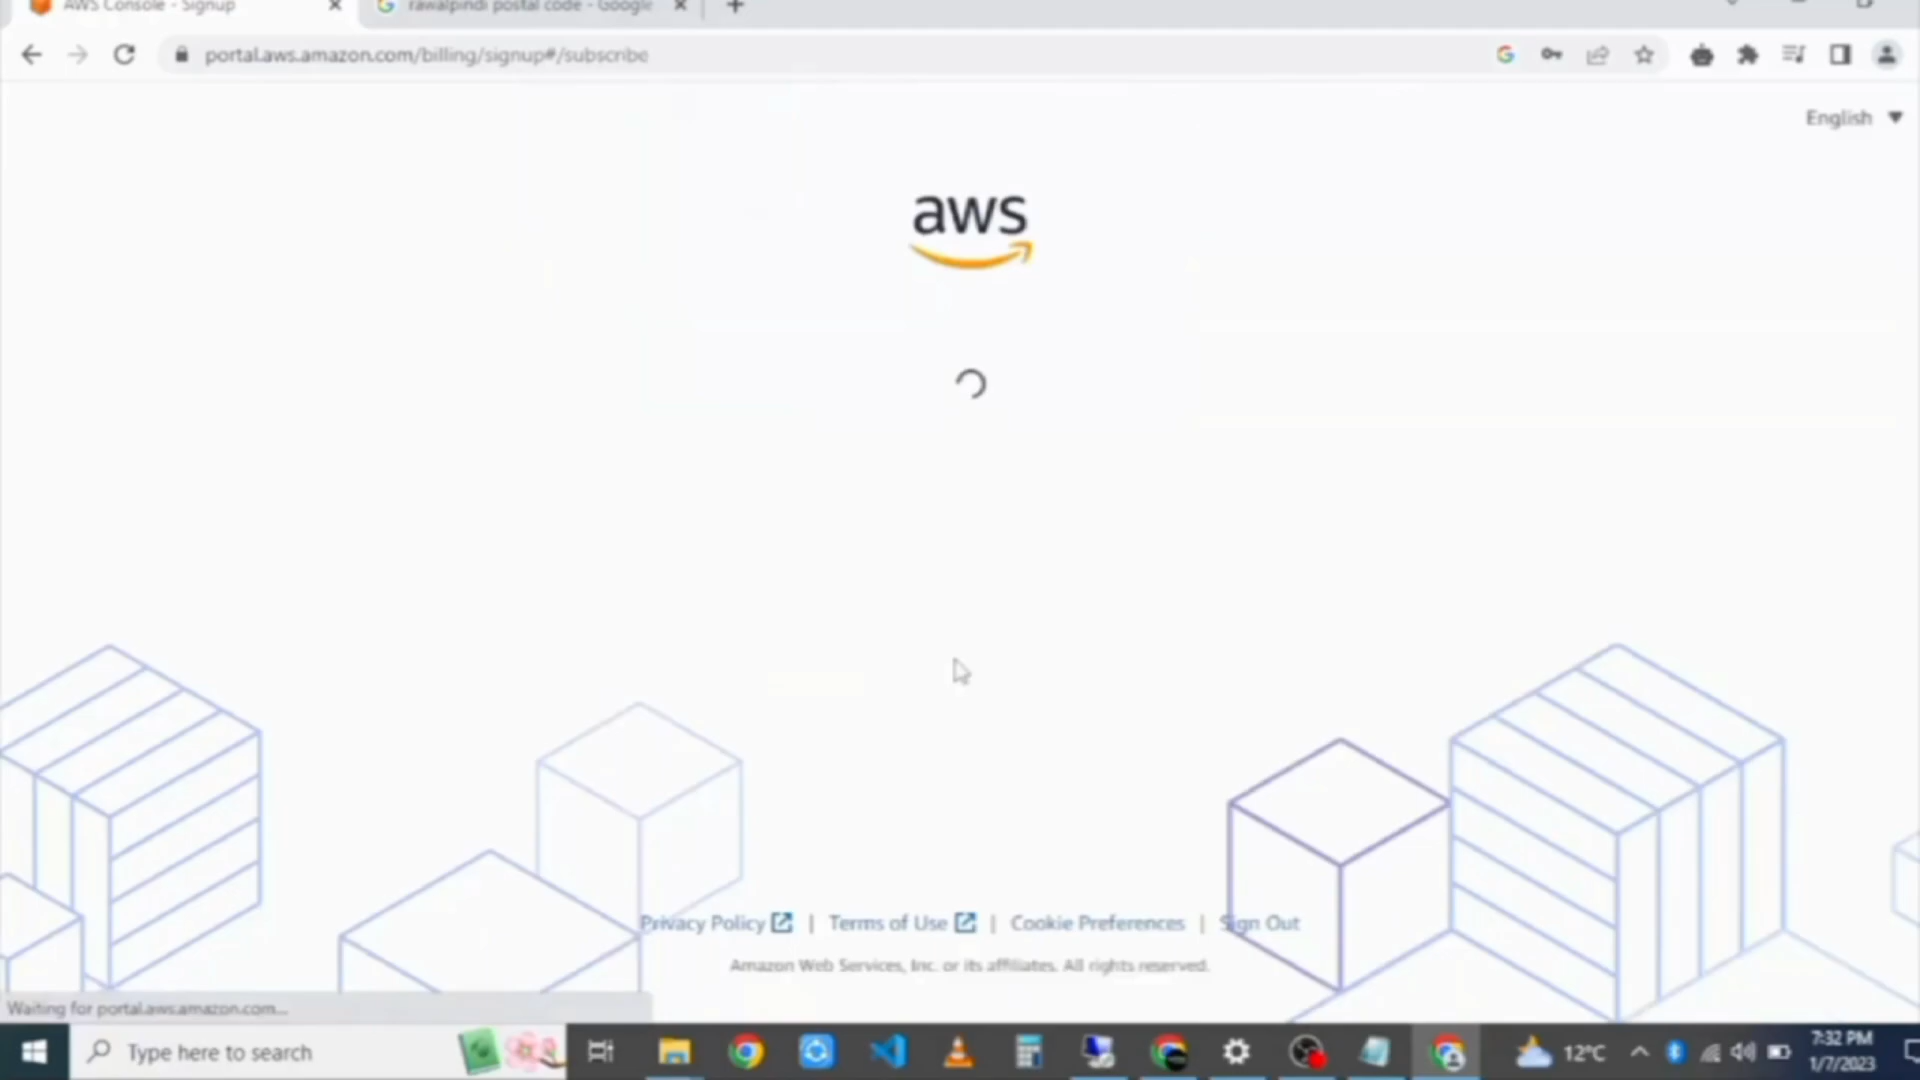 AWS Console - Signup
rawalpindi postal code - Google
portal.aws.amazon.com/billing/signup#/subscribe
English
aws
Privacy Policy | Terms of Use | Cookie Preferences | Sign Out
Amazon Web Services, Inc. or its affiliates. All rights reserved.
Waiting for portal.aws.amazon.com...
Type here to search
12°C
7:32 PM
1/7/2023